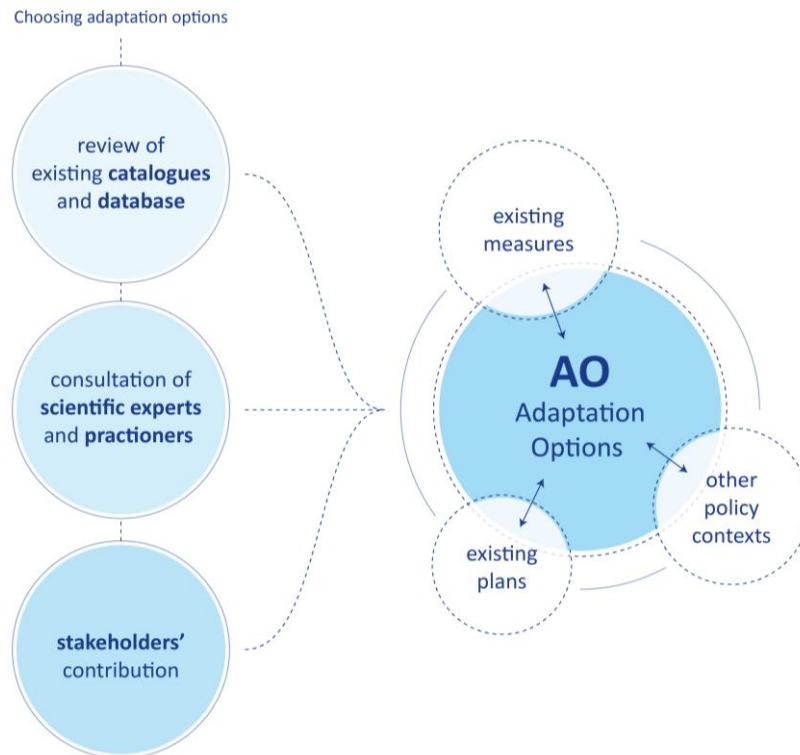 Choosing adaptation options
review of
existing catalogues
and database
consultation of
scientific experts
and practioners
stakeholders’
contribution
existing
measures
AO
Adaptation
Options
other
policy
contexts
existing
plans